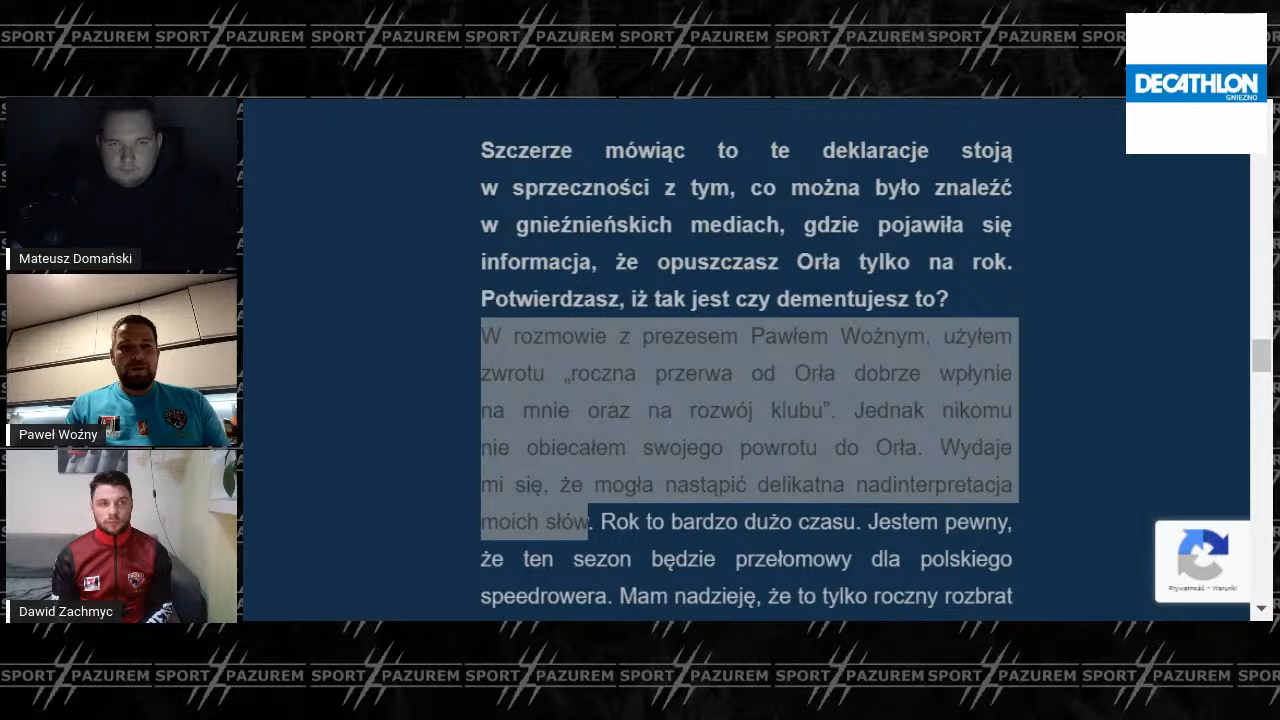 SPORT PAZUREM SPORT PAZUREM SPORT PAZUREM SPORT PAZUREM SPORT PAZUREM SPORT PAZUREM SPORT PAZUREM
DECATHLON
GNIEZNO
Mateusz Domański
Paweł Woźny
Dawid Zachmyc
Szczerze mówiąc to te deklaracje stoją
w sprzeczności z tym, co można było znaleźć
w gnieźnieńskich mediach, gdzie pojawiła się
informacja, że opuszczasz Orła tylko na rok.
Potwierdzasz, iż tak jest czy dementujesz to?
W rozmowie z prezesem Pawłem Woźnym, użyłem
zwrotu „roczna przerwa od Orła dobrze wpłynie
na mnie oraz na rozwój klubu”. Jednak nikomu
nie obiecałem swojego powrotu do Orła. Wydaje
mi się, że mogła nastąpić delikatna nadinterpretacja
moich słów. Rok to bardzo dużo czasu. Jestem pewny,
że ten sezon będzie przełomowy dla polskiego
speedrowera. Mam nadzieję, że to tylko roczny rozbrat
Prywatność - Warunki
SPORT PAZUREM SPORT PAZUREM SPORT PAZUREM SPORT PAZUREM SPORT PAZUREM SPORT PAZUREM SPORT PAZUREM SPORT